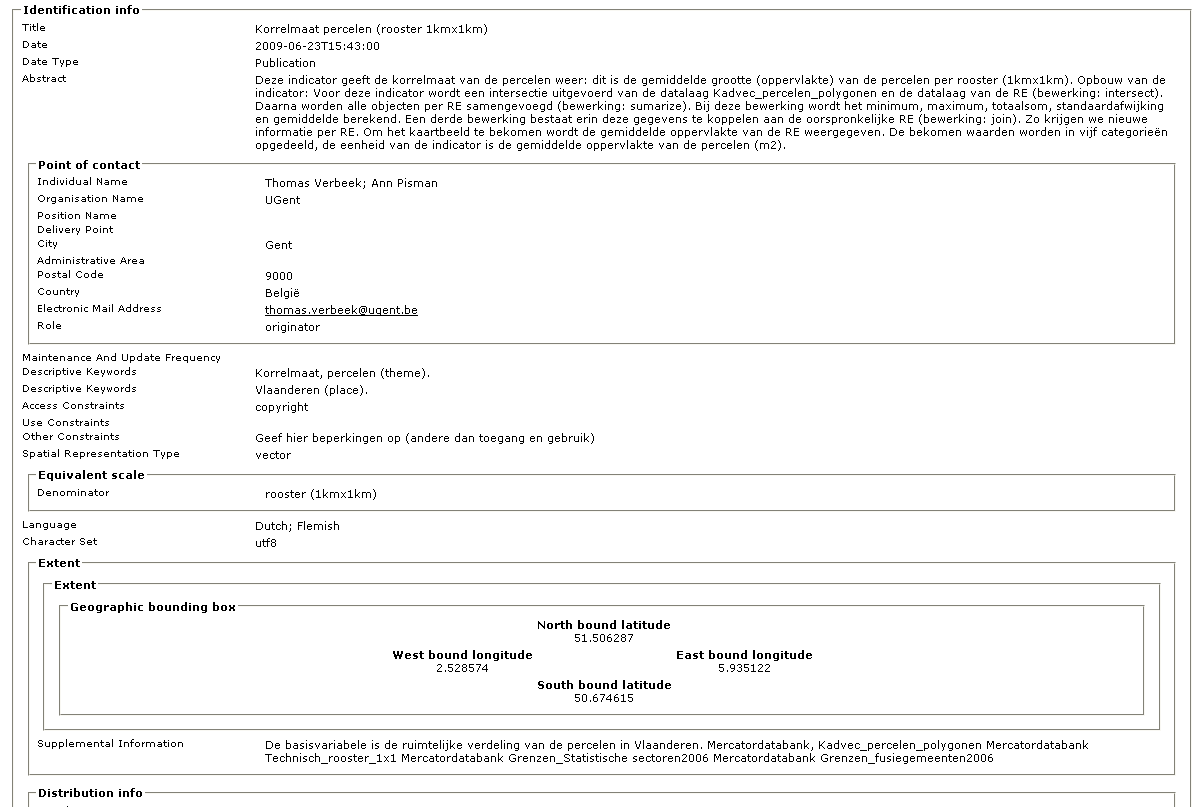 Identification info
Title Korrelmaat percelen (rooster 1kmx1km)
Date 2009-06-23T15:43:00
Date Type Publication
Abstract Deze indicator geeft de korrelmaat van de percelen weer: dit is de gemiddelde grootte (oppervlakte) van de percelen per rooster (1kmx1km). Opbouw van de
indicator: Voor deze indicator wordt een intersectie uitgevoerd van de datalaag Kadvec_percelen_polygonen en de datalaag van de RE (bewerking: intersect).
Daarna worden alle objecten per RE samengevoegd (bewerking: sumarize). Bij deze bewerking wordt het minimum, maximum, totaalsom, standaardafwijking
en gemiddelde berekend. Een derde bewerking bestaat erin deze gegevens te koppelen aan de oorspronkelijke RE (bewerking: join). Zo krijgen we nieuwe
informatie per RE. Om het kaartbeeld te bekomen wordt de gemiddelde oppervlakte van de RE weergegeven. De bekomen waarden worden in vijf categorieën
opgedeeld, de eenheid van de indicator is de gemiddelde oppervlakte van de percelen (m2).
Point of contact
Individual Name Thomas Verbeek; Ann Pisman
Organisation Name UGent
Position Name
Delivery Point
City Gent
Administrative Area
Postal Code 9000
Country België
Electronic Mail Address thomas.verbeek@ugent.be
Role originator
Maintenance And Update Frequency
Descriptive Keywords Korrelmaat, percelen (theme).
Descriptive Keywords Vlaanderen (place).
Access Constraints copyright
Use Constraints
Other Constraints Geef hier beperkingen op (andere dan toegang en gebruik)
Spatial Representation Type vector
Equivalent scale
Denominator rooster (1kmx1km)
Language Dutch; Flemish
Character Set utf8
Extent
Extent
Geographic bounding box
North bound latitude
51.506287
West bound longitude East bound longitude
2.528574 5.935122
South bound latitude
50.674615
Supplemental Information De basisvariabele is de ruimtelijke verdeling van de percelen in Vlaanderen. Mercatordatabank, Kadvec_percelen_polygonen Mercatordatabank
Technisch_rooster_1x1 Mercatordatabank Grenzen_Statistische sectoren2006 Mercatordatabank Grenzen_fusiegemeenten2006
Distribution info